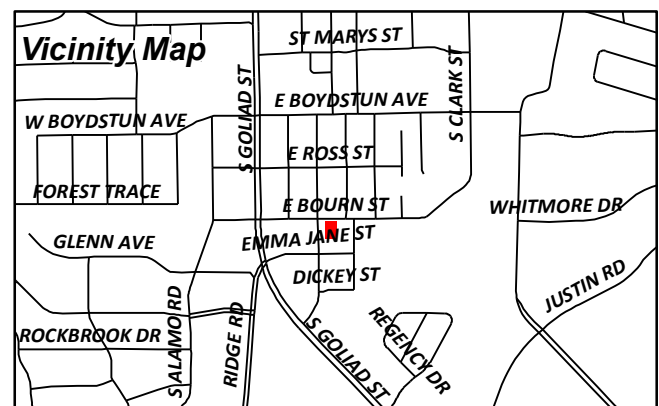 Vicinity Map
ST MARYS ST
S GOLIAD ST
E BOYDSTUN AVE
S CLARK ST
W BOYDSTUN AVE
E ROSS ST
FOREST TRACE
E BOURN ST
WHITMORE DR
GLENN AVE
EMMA JANE ST
DICKEY ST
JUSTIN RD
S ALAMO RD
RIDGE RD
ROCKBROOK DR
S GOLIAD ST
REGENCY DR